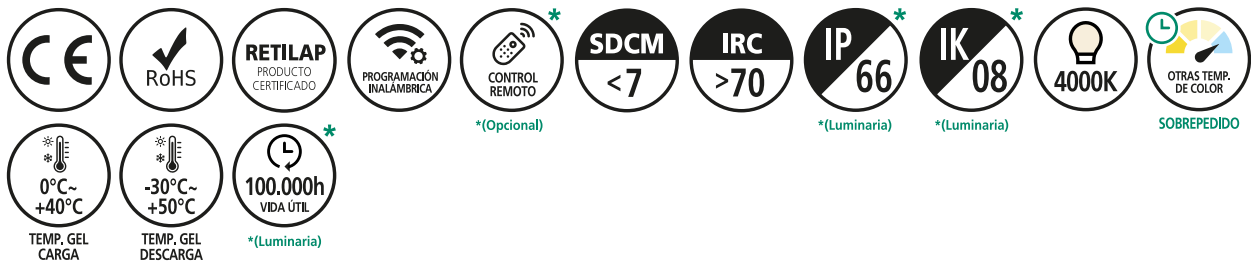 CE
RoHS
RETILAP
PRODUCTO
CERTIFICADO
PROGRAMACIÓN
INALÁMBRICA
*
CONTROL
REMOTO
*(Opcional)
SDCM
<7
IRC
>70
*
IP
66
*(Luminaria)
*
IK
08
*(Luminaria)
4000K
OTRAS TEMP.
DE COLOR
SOBREPEDIDO
0°C~
+40°C
TEMP. GEL
CARGA
-30°C~
+50°C
TEMP. GEL
DESCARGA
*
100.000h
VIDA ÚTIL
*(Luminaria)